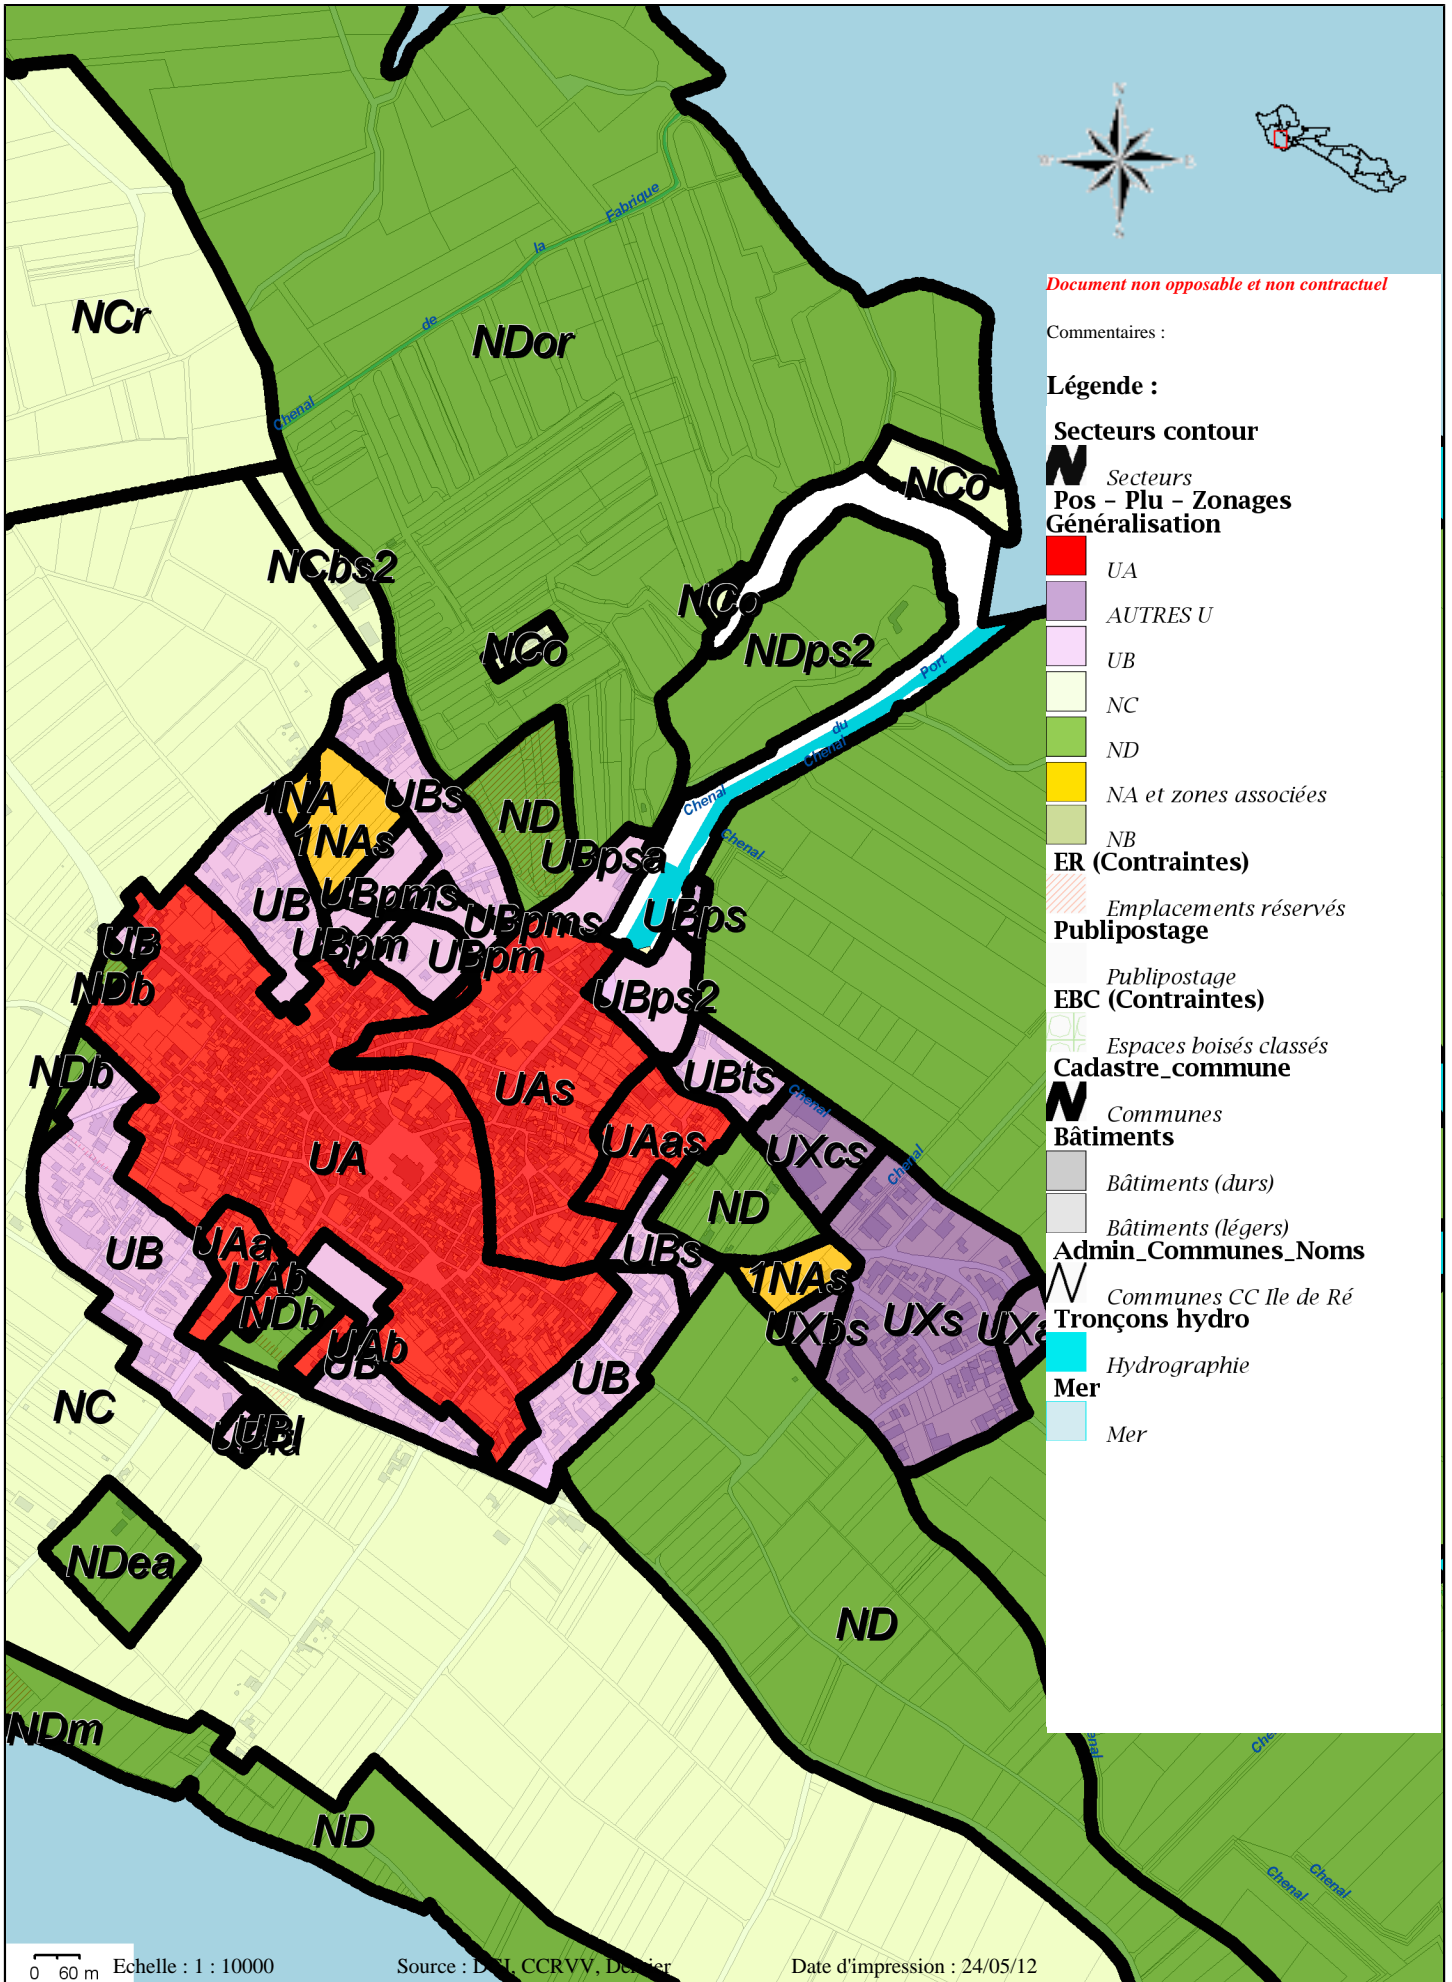 Fabrique
la
de
Chenal
NCr
NDor
Document non opposable et non contractuel
Commentaires :
Légende :
Secteurs contour
Secteurs
Pos - Plu - Zonages
Généralisation
UA
AUTRES U
UB
NC
ND
NA et zones associées
NB
ER (Contraintes)
Emplacements réservés
Publipostage
Publipostage
EBC (Contraintes)
Espaces boisés classés
Cadastre_commune
Communes
Bâtiments
Bâtiments (durs)
Bâtiments (légers)
Admin_Communes_Noms
Communes CC Ile de Ré
Tronçons hydro
Hydrographie
Mer
Mer
NCo
NCbs2
NCo
NCo
NDps2
Port
du
Chenal
Chenal
Chenal
1NA
UBs
ND
1NAs
UBpsa
UBpms
UB
UBpms
UBps
UB
UBpm
UBpm
NDb
UBps2
NDb
UBts
Chenal
UAs
UAas
UXcs
UA
Chenal
ND
UB
UAa
UBs
UAb
1NAs
NDb
UXbs
UXs
UAb
UB
UB
NC
NDea
ND
NDm
ND
Chenal
Chenal
0 60 m
Echelle : 1 : 10000
Source : DGI, CCRVV, Dernier
Date d'impression : 24/05/12